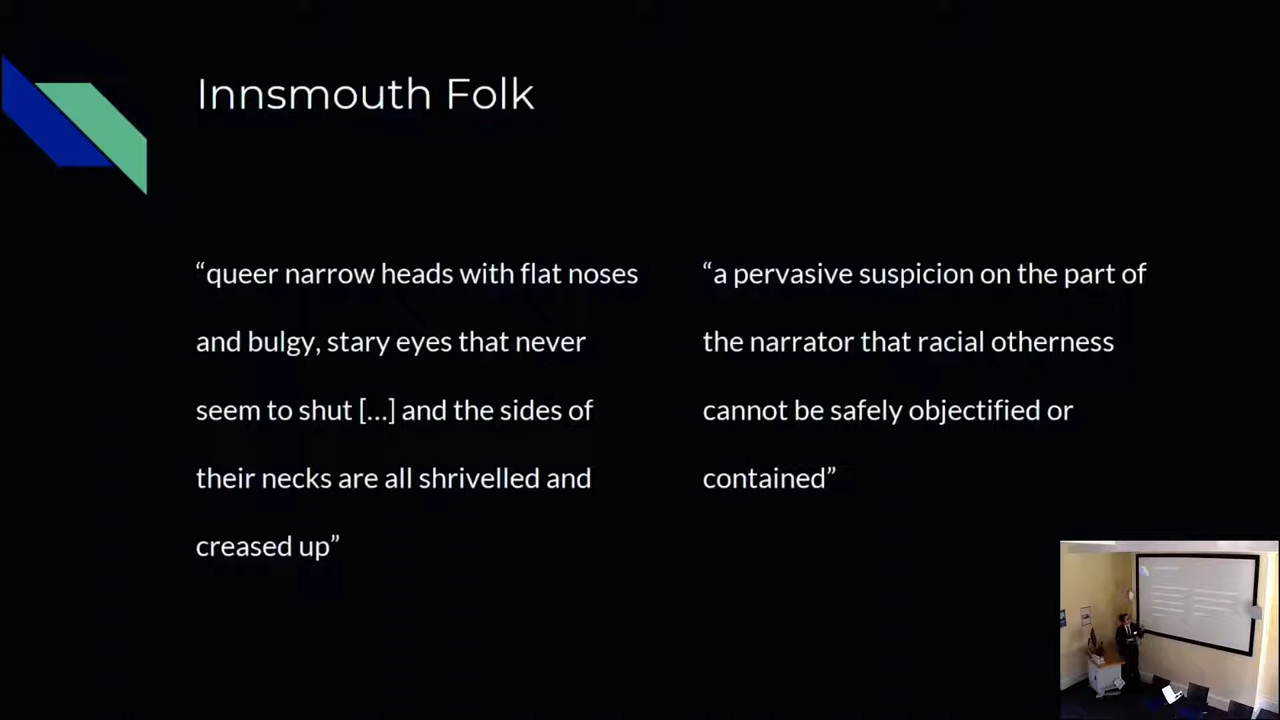 Innsmouth Folk
“queer narrow heads with flat noses
and bulgy, stary eyes that never
seem to shut [...] and the sides of
their necks are all shrivelled and
creased up”
“a pervasive suspicion on the part of
the narrator that racial otherness
cannot be safely objectified or
contained”